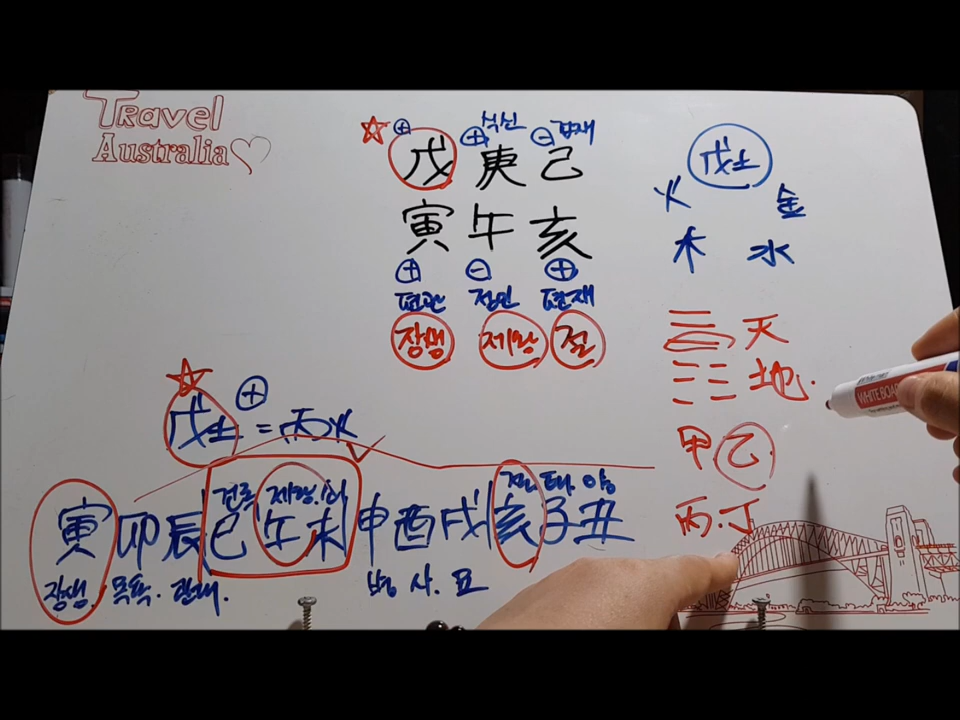 Travel
Australia
식신 겁재
戊 庚 己
寅 午 亥
편관 정인 편재
장생 제왕 절
戊土
火 金
木 水
天
地
甲 乙
丙 丁
戊土 = 丙火
건록 제왕 쇠 절 태 양
寅 卯 辰 巳 午 未 申 酉 戌 亥 子 丑
장생 목욕 관대 병 사 묘
WHITEBOARD